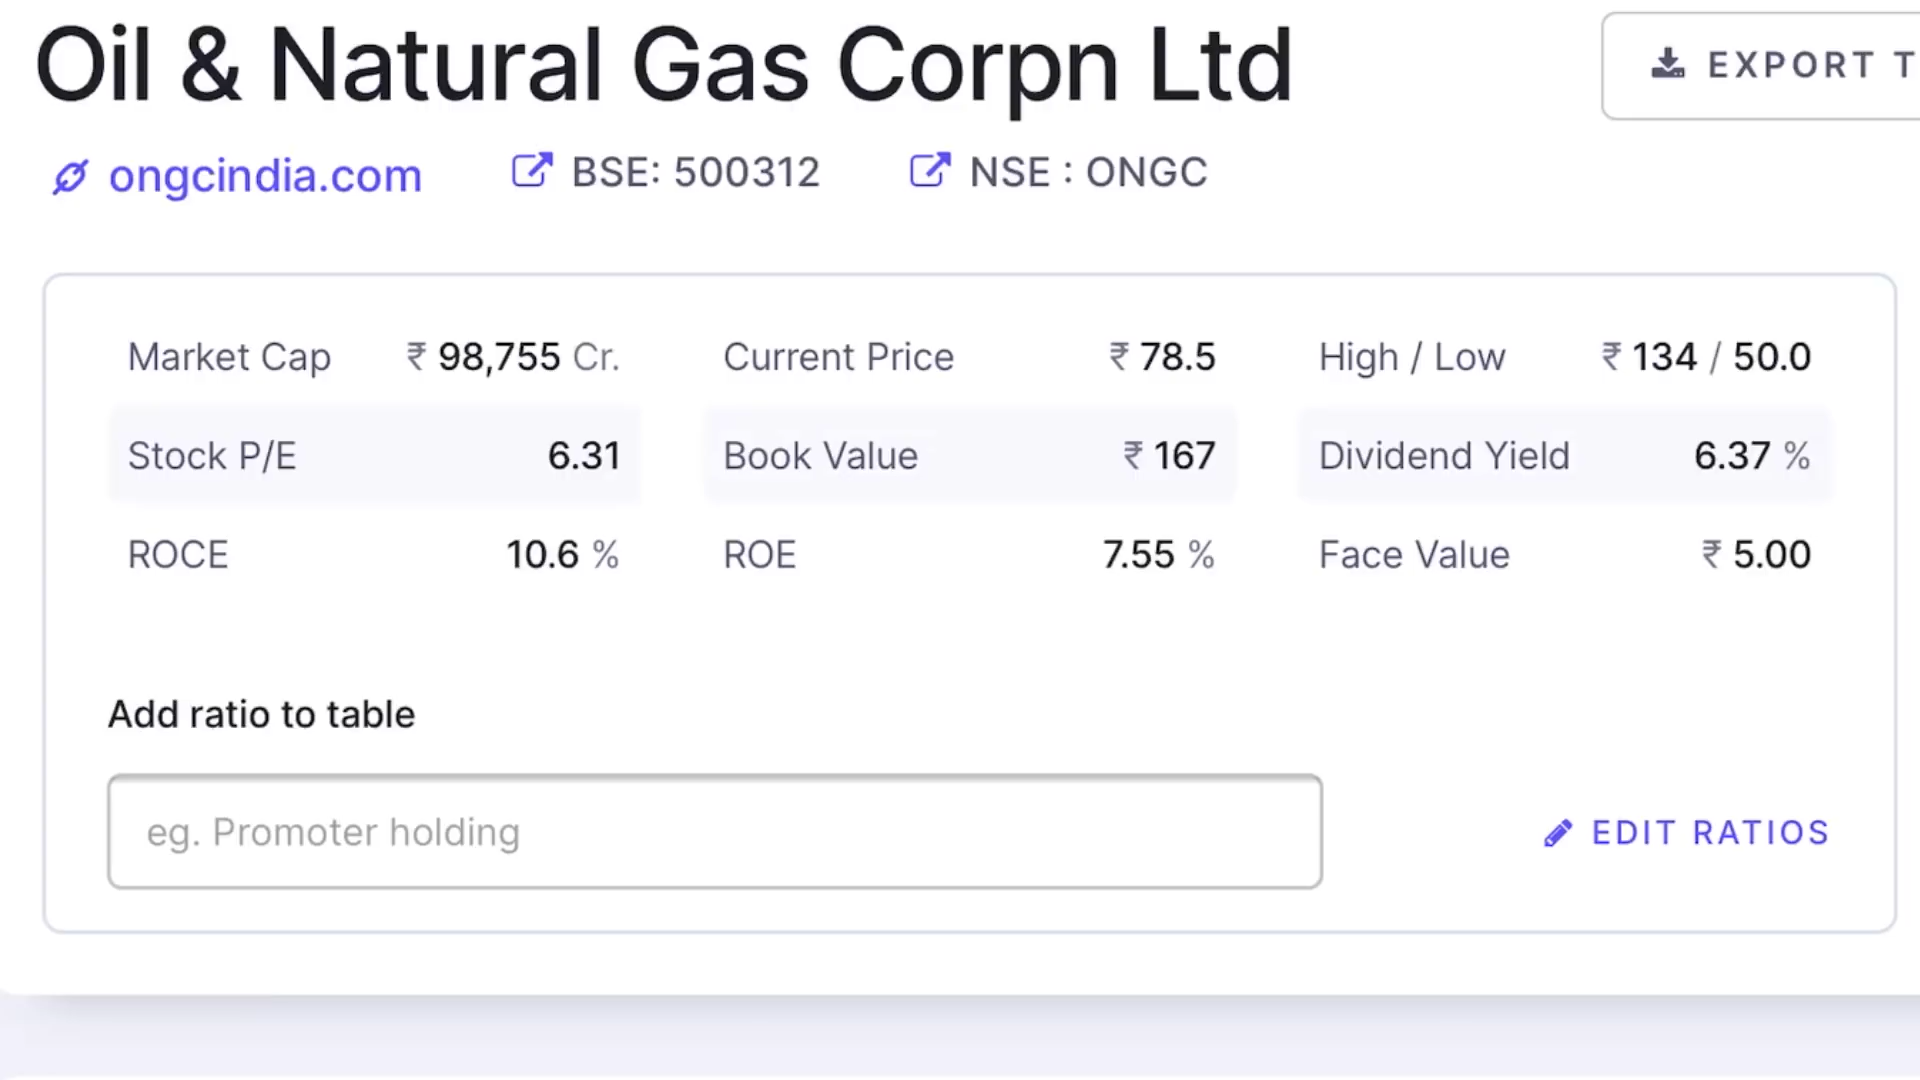 Oil & Natural Gas Corpn Ltd
EXPORT T
ongcindia.com BSE: 500312 NSE : ONGC
Market Cap ₹ 98,755 Cr. Current Price ₹ 78.5 High / Low ₹ 134 / 50.0
Stock P/E 6.31 Book Value ₹ 167 Dividend Yield 6.37 %
ROCE 10.6 % ROE 7.55 % Face Value ₹ 5.00
Add ratio to table
eg. Promoter holding
EDIT RATIOS